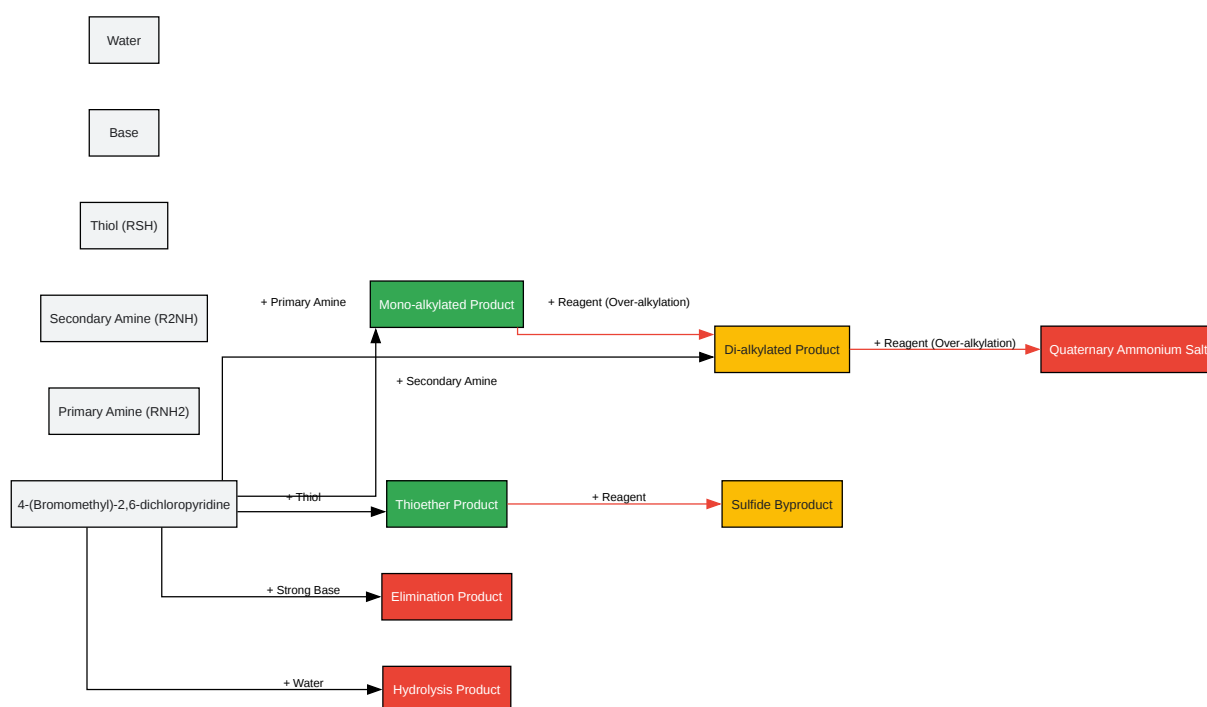 Water
Base
Thiol (RSH)
Secondary Amine (R2NH)
+ Primary Amine
Mono-alkylated Product
+ Reagent (Over-alkylation)
Di-alkylated Product
+ Reagent (Over-alkylation)
Quaternary Ammonium Salt
+ Secondary Amine
Primary Amine (RNH2)
4-(Bromomethyl)-2,6-dichloropyridine
+ Thiol
Thioether Product
+ Reagent
Sulfide Byproduct
+ Strong Base
Elimination Product
+ Water
Hydrolysis Product